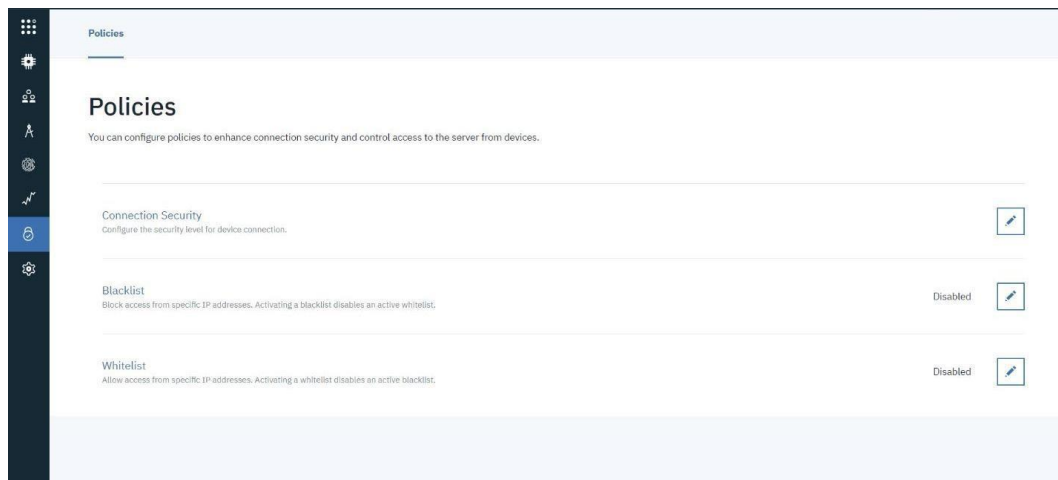 Policies
Policies
You can configure policies to enhance connection security and control access to the server from devices.
Connection Security
Configure the security level for device connection.
Blacklist
Block access from specific IP addresses. Activating a blacklist disables an active whitelist.
Disabled
Whitelist
Allow access from specific IP addresses. Activating a whitelist disables an active blacklist.
Disabled